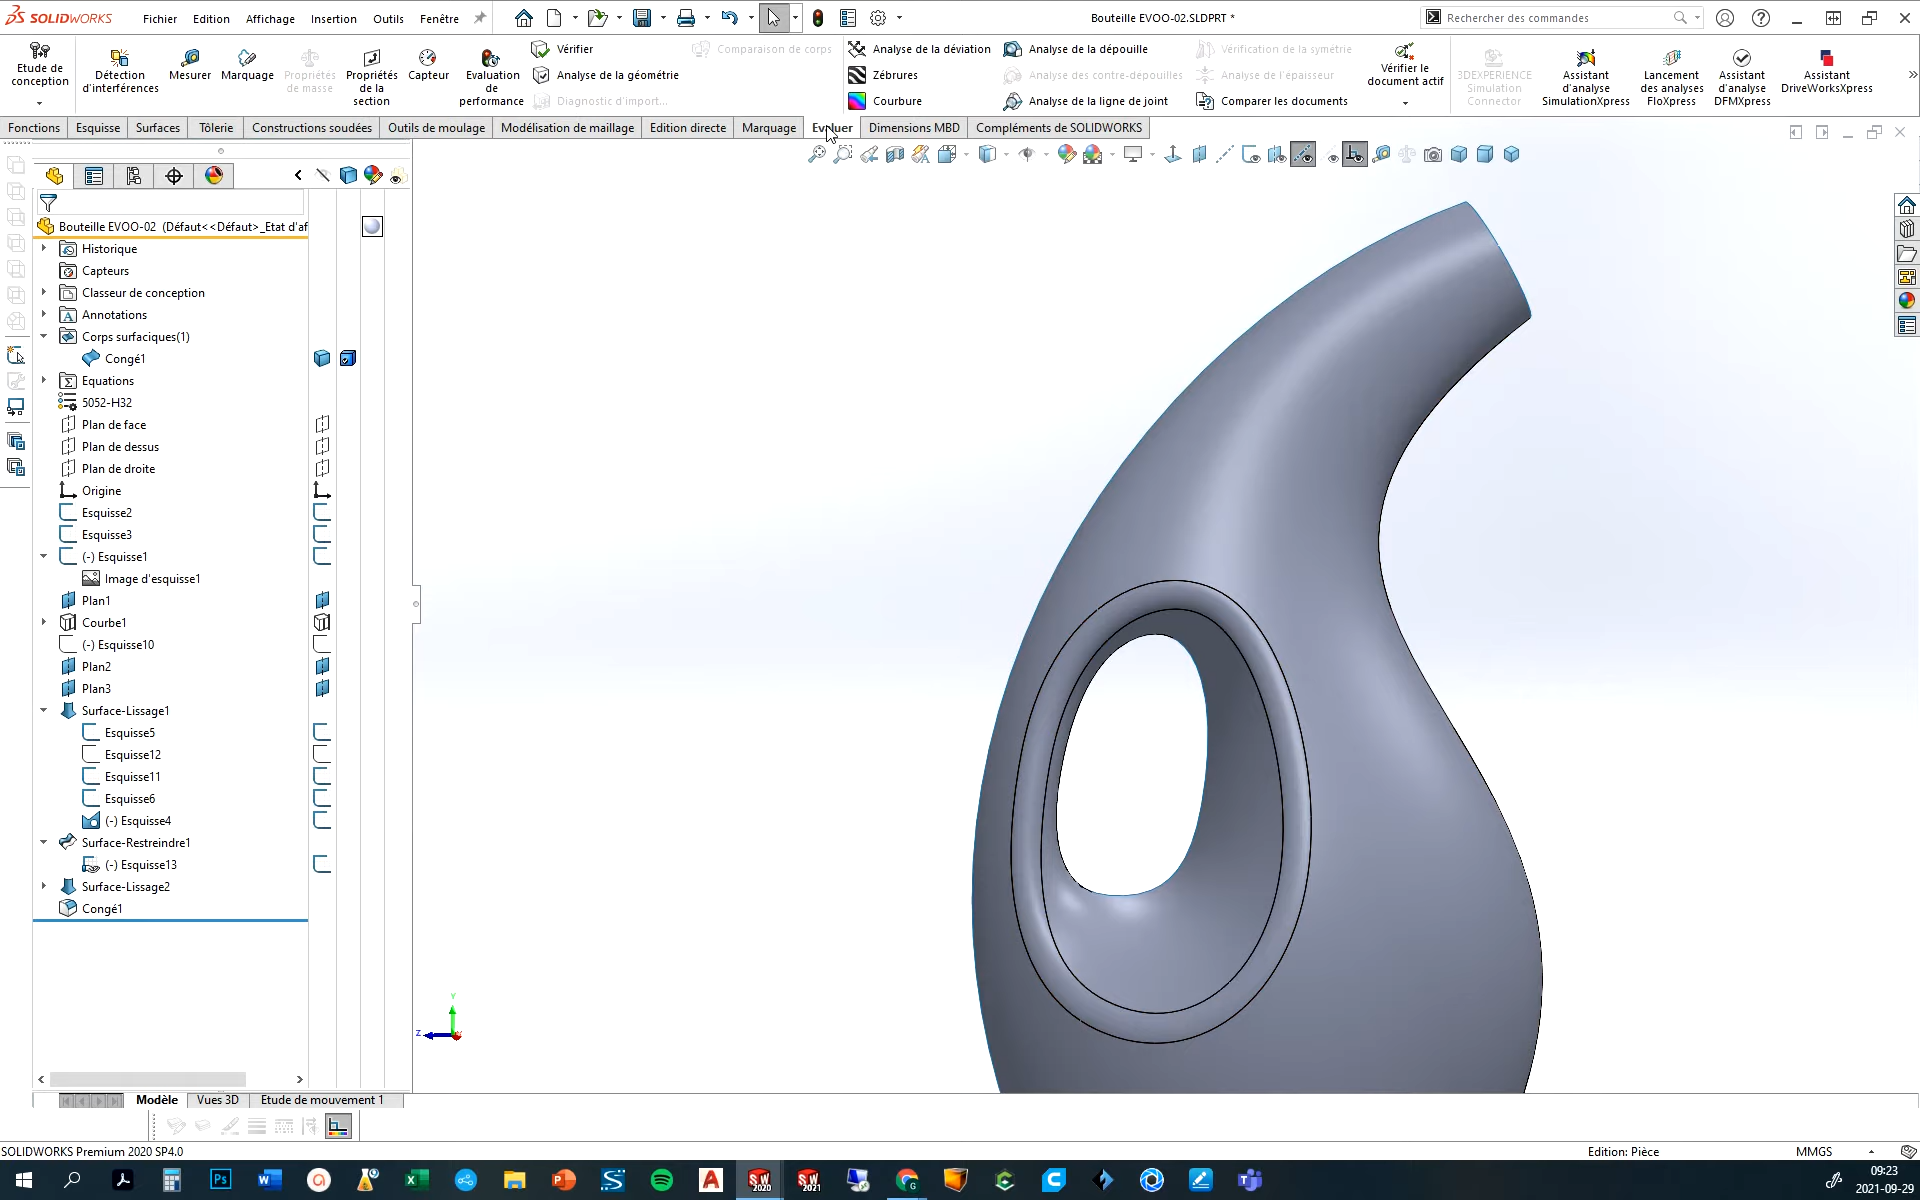 SOLIDWORKS
Fichier
Edition
Affichage
Insertion
Outils
Fenêtre
Bouteille EVOO-02.SLDPRT *
Rechercher des commandes
Etude de
conception
Détection
d'interférences
Mesurer
Marquage
Propriétés
de masse
Propriétés
de la
section
Capteur
Evaluation
de
performance
Vérifier
Analyse de la géométrie
Diagnostic d'import...
Comparaison de corps
Analyse de la déviation
Zébrures
Courbure
Analyse de la dépouille
Analyse des contre-dépouilles
Analyse de la ligne de joint
Vérification de la symétrie
Analyse de l'épaisseur
Comparer les documents
Vérifier le
document actif
3DEXPERIENCE
Simulation
Connector
Assistant
d'analyse
SimulationXpress
Lancement
des analyses
FloXpress
Assistant
d'analyse
DFMXpress
Assistant
DriveWorksXpress
Fonctions
Esquisse
Surfaces
Tôlerie
Constructions soudées
Outils de moulage
Modélisation de maillage
Edition directe
Marquage
Evaluer
Dimensions MBD
Compléments de SOLIDWORKS
Bouteille EVOO-02 (Défaut<<Défaut>_Etat d'af
Historique
Capteurs
Classeur de conception
Annotations
Corps surfaciques(1)
Congé1
Equations
5052-H32
Plan de face
Plan de dessus
Plan de droite
Origine
Esquisse2
Esquisse3
(-) Esquisse1
Image d'esquisse1
Plan1
Courbe1
(-) Esquisse10
Plan2
Plan3
Surface-Lissage1
Esquisse5
Esquisse12
Esquisse11
Esquisse6
(-) Esquisse4
Surface-Restreindre1
(-) Esquisse13
Surface-Lissage2
Congé1
Y
Z
Modèle
Vues 3D
Etude de mouvement 1
SOLIDWORKS Premium 2020 SP4.0
Edition: Pièce
MMGS
09:23
2021-09-29